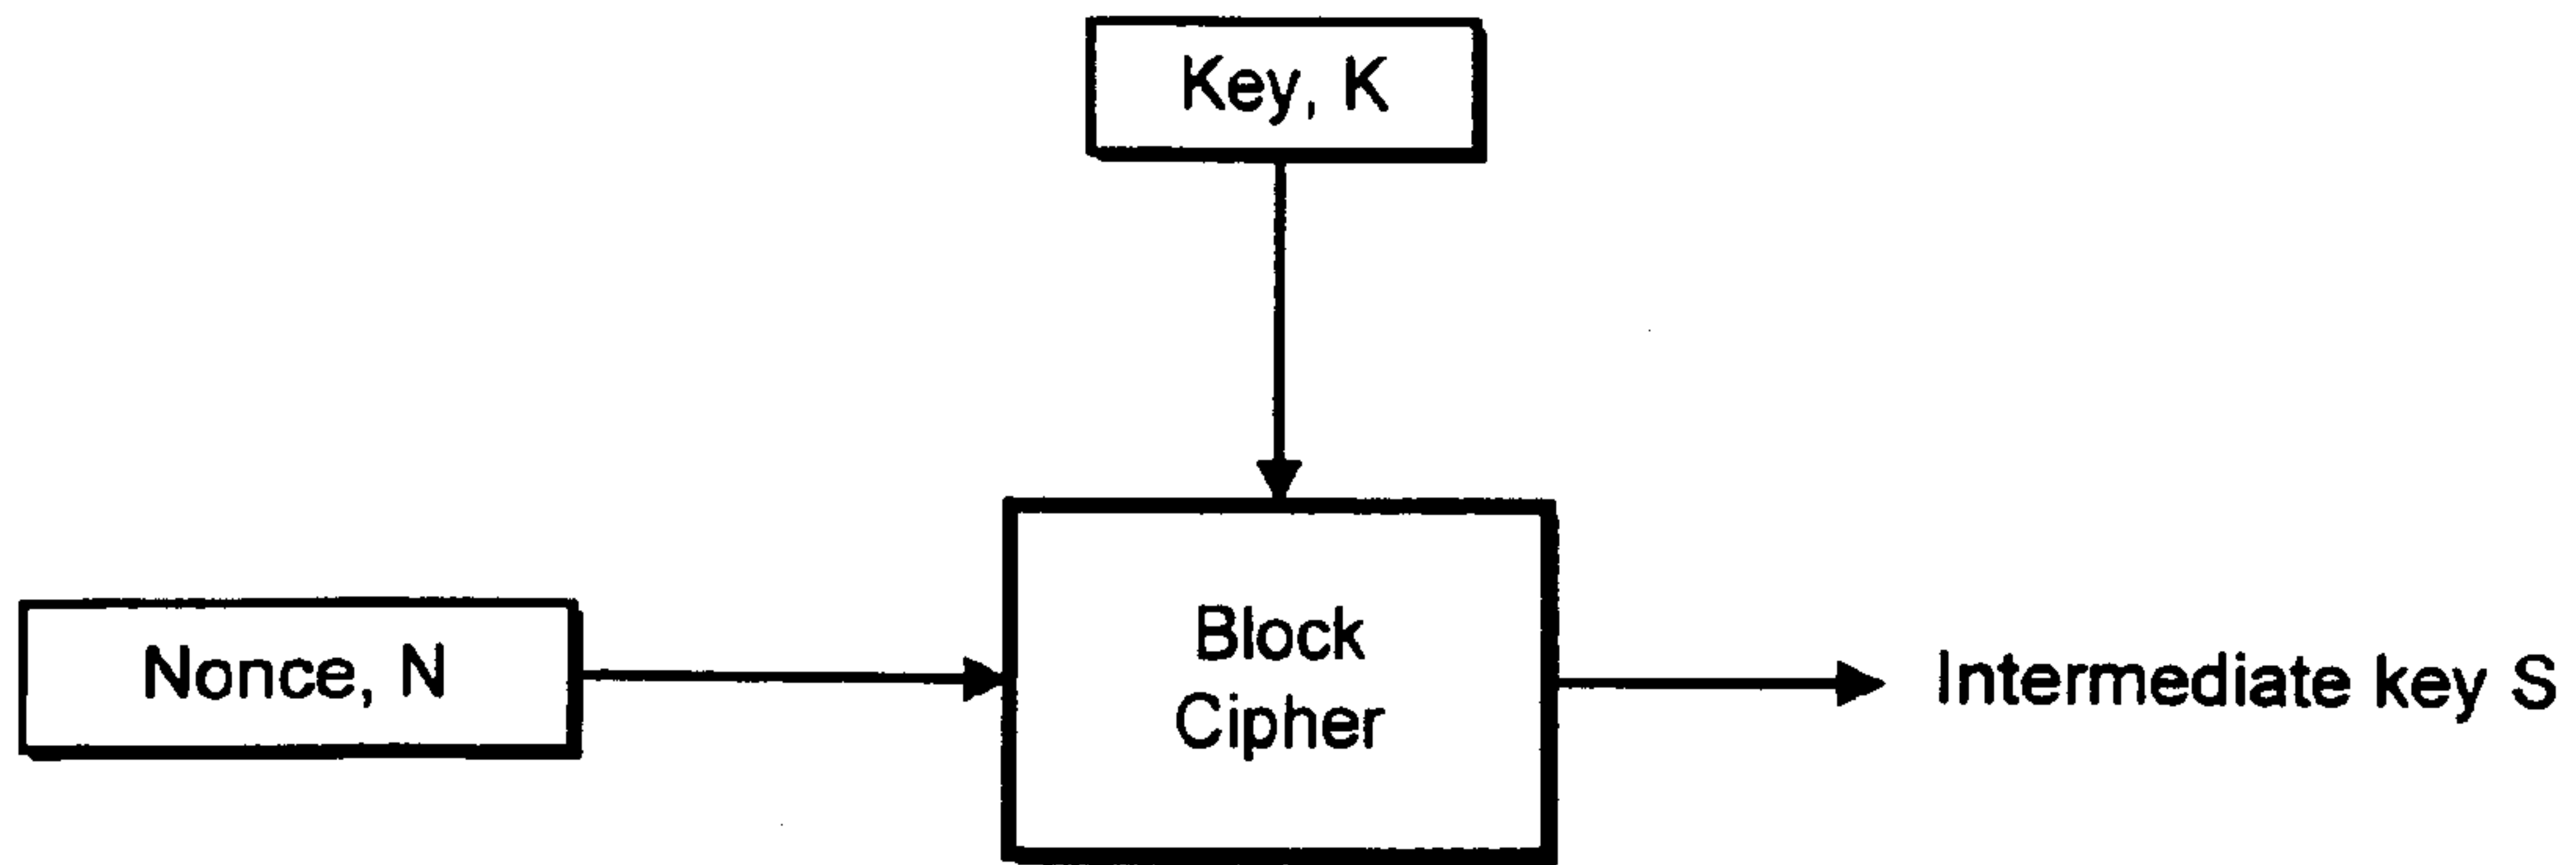 Key, K
Nonce, N
Block
Cipher
Intermediate key S